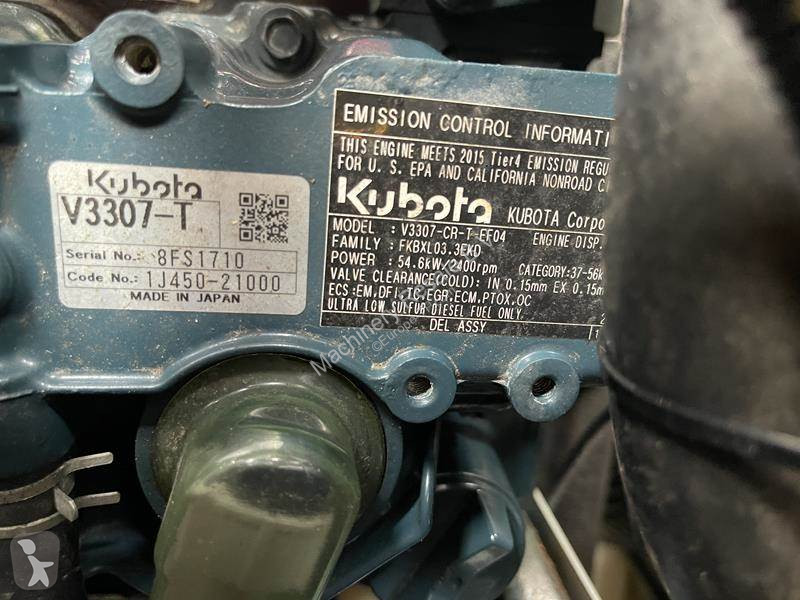 Kubota
V3307-T
Serial No.: 8FS1710
Code No.: 1J450-21000
MADE IN JAPAN
EMISSION CONTROL INFORMATI
THIS ENGINE MEETS 2015 Tier4 EMISSION REGU
FOR U. S. EPA AND CALIFORNIA NONROAD C
Kubota KUBOTA Corpo
MODEL : V3307-CR-T-EF04 ENGINE DISP.
FAMILY : FKBXL03.3EKD
POWER : 54.6kW/2400rpm CATEGORY:37-56k
VALVE CLEARANCE(COLD): IN 0.15mm EX 0.15m
ECS:EM,DFI,TC,EGR,ECM,PTOX,OC
ULTRA LOW SULFUR DIESEL FUEL ONLY
DEL ASSY